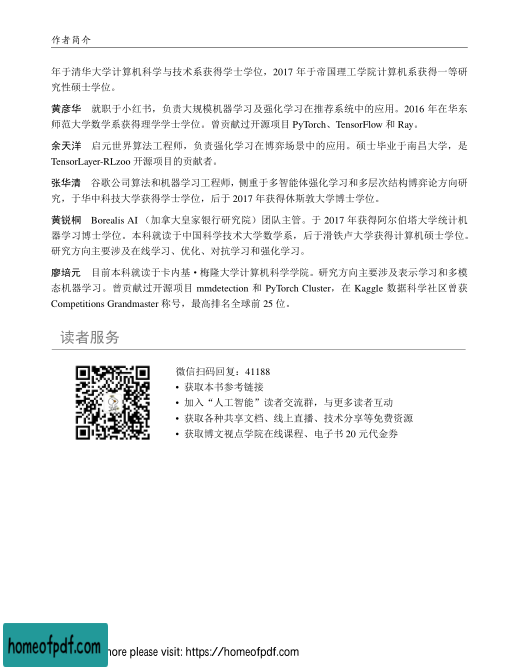 作者简介
年于清华大学计算机科学与技术系获得学士学位，2017 年于帝国理工学院计算机系获得一等研
究性硕士学位。
黄彦华 就职于小红书，负责大规模机器学习及强化学习在推荐系统中的应用。2016 年在华东
师范大学数学系获得理学学士学位。曾贡献过开源项目 PyTorch、TensorFlow 和 Ray。
余天洋 启元世界算法工程师，负责强化学习在博弈场景中的应用。硕士毕业于南昌大学，是
TensorLayer-RLzoo 开源项目的贡献者。
张华清 谷歌公司算法和机器学习工程师，侧重于多智能体强化学习和多层次结构博弈论方向研
究，于华中科技大学获得学士学位，后于 2017 年获得休斯敦大学博士学位。
黄锐桐 Borealis AI （加拿大皇家银行研究院）团队主管。于 2017 年获得阿尔伯塔大学统计机
器学习博士学位。本科就读于中国科学技术大学数学系，后于滑铁卢大学获得计算机硕士学位。
研究方向主要涉及在线学习、优化、对抗学习和强化学习。
廖培元 目前本科就读于卡内基·梅隆大学计算机科学学院。研究方向主要涉及表示学习和多模
态机器学习。曾贡献过开源项目 mmdetection 和 PyTorch Cluster，在 Kaggle 数据科学社区曾获
Competitions Grandmaster 称号，最高排名全球前 25 位。
读者服务
微信扫码回复：41188
• 获取本书参考链接
• 加入“人工智能”读者交流群，与更多读者互动
• 获取各种共享文档、线上直播、技术分享等免费资源
• 获取博文视点学院在线课程、电子书 20 元代金券
homeofpdf.com
more please visit: https://homeofpdf.com